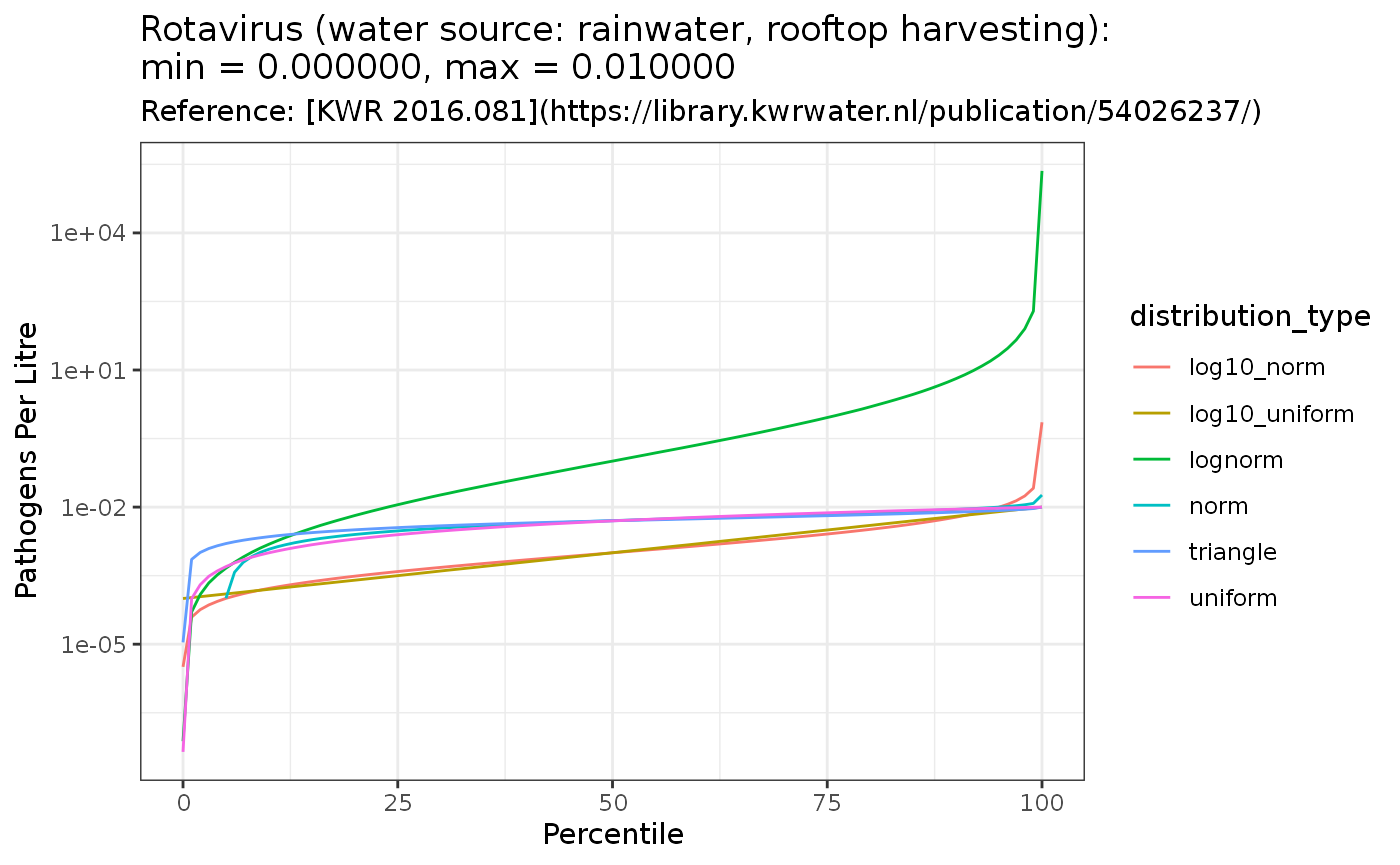 Rotavirus (water source: rainwater, rooftop harvesting):
min = 0.000000, max = 0.010000
Reference: [KWR 2016.081](https://library.kwrwater.nl/publication/54026237/)
Pathogens Per Litre
1e+04
1e+01
1e-02
1e-05
0
25
50
75
100
Percentile
distribution_type
log10_norm
log10_uniform
lognorm
norm
triangle
uniform